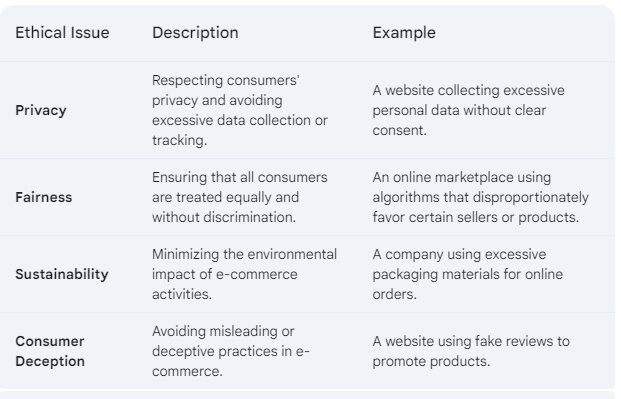 Ethical Issue Description Example
Privacy
Respecting consumers'
privacy and avoiding
excessive data collection or
tracking.
A website collecting excessive
personal data without clear
consent.
Fairness
Ensuring that all consumers
are treated equally and
without discrimination.
An online marketplace using
algorithms that disproportionately
favor certain sellers or products.
Sustainability
Minimizing the environmental
impact of e-commerce
activities.
A company using excessive
packaging materials for online
orders.
Consumer
Deception
Avoiding misleading or
deceptive practices in e-
commerce.
A website using fake reviews to
promote products.